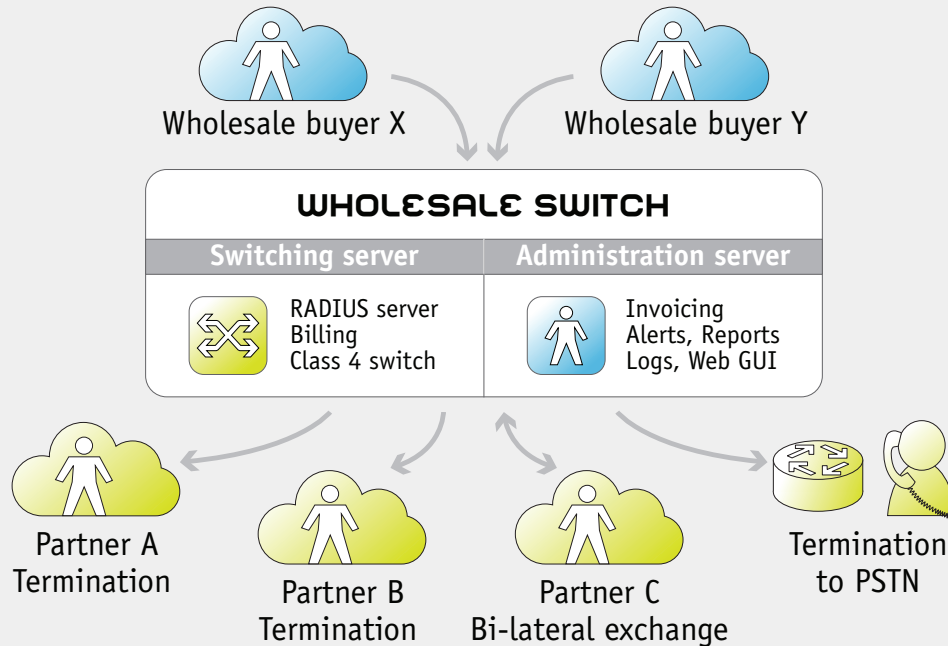 Wholesale buyer X
Wholesale buyer Y
WHOLESALE SWITCH
Switching server
Administration server
RADIUS server
Billing
Class 4 switch
Invoicing
Alerts, Reports
Logs, Web GUI
Partner A
Termination
Partner B
Termination
Partner C
Bi-lateral exchange
Termination
to PSTN